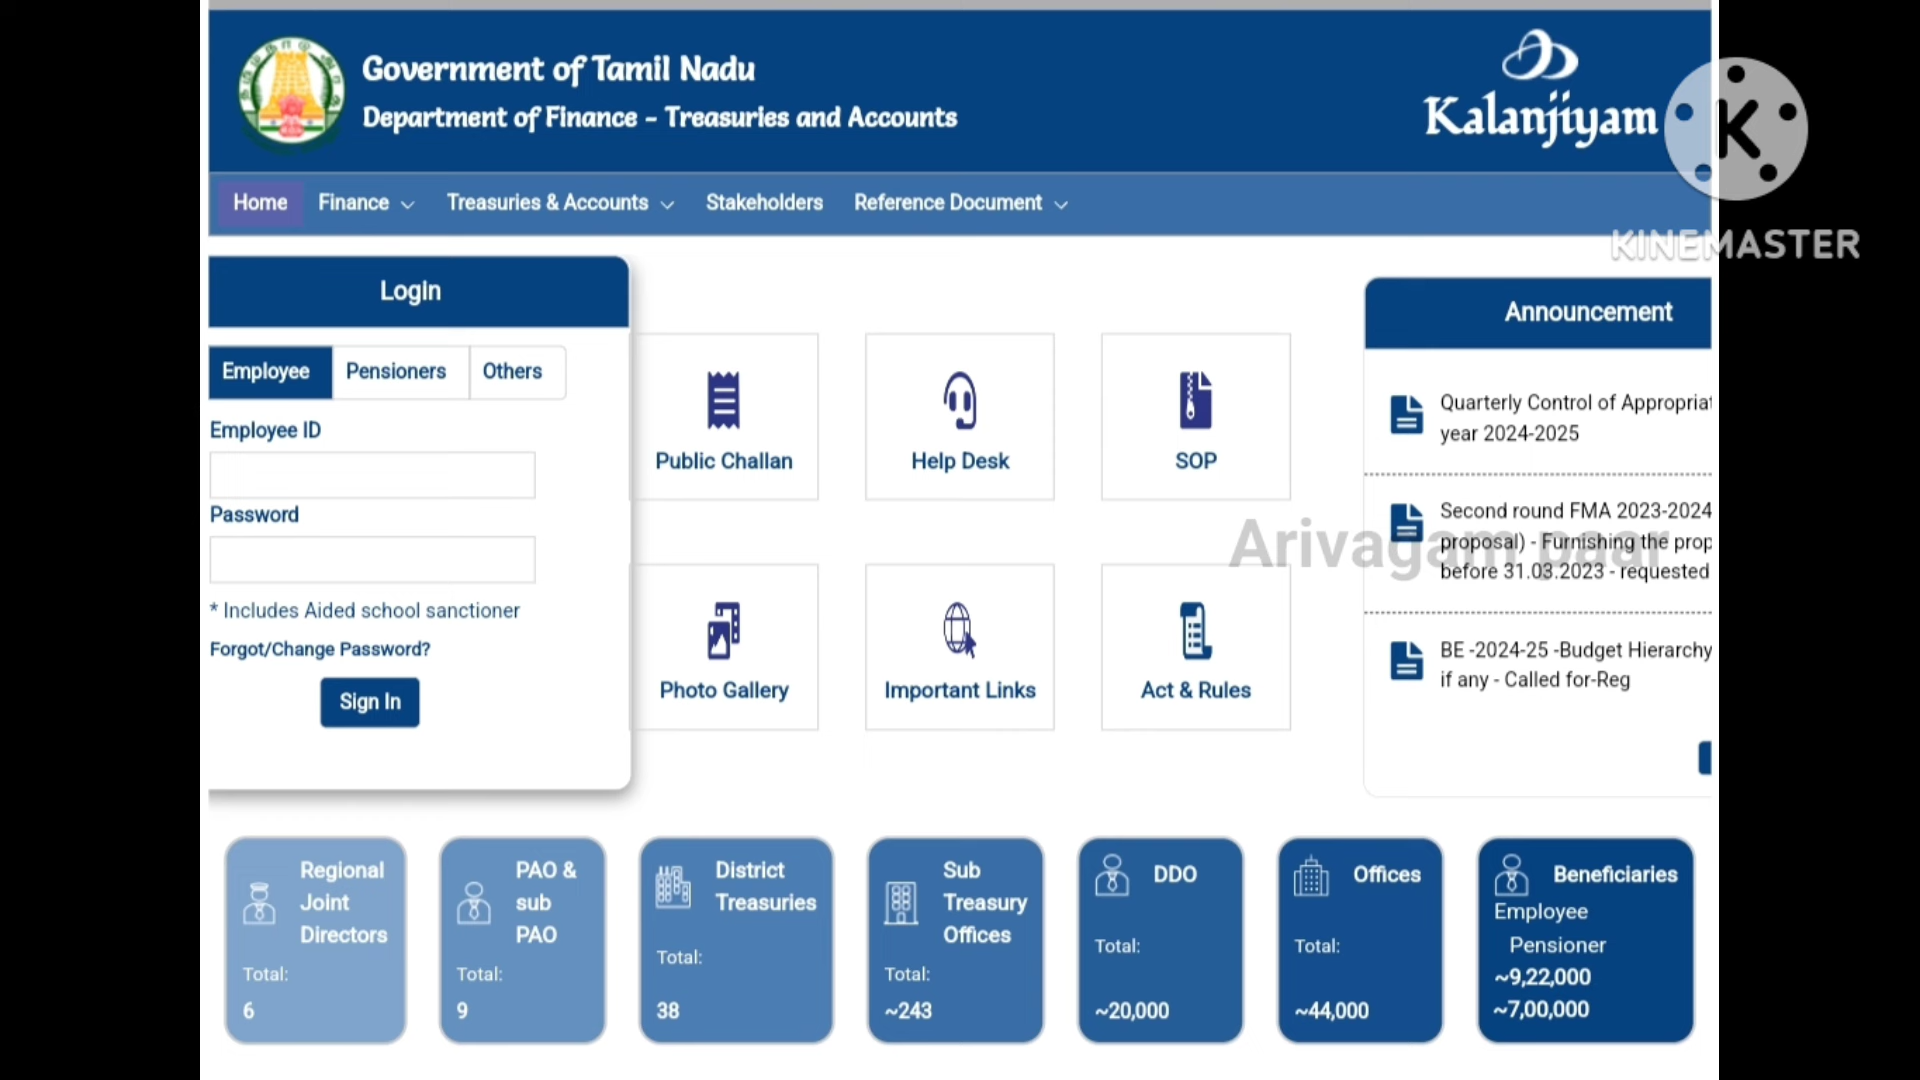 Government of Tamil Nadu
Department of Finance - Treasuries and Accounts
Kalanjiyam
K
KINEMASTER
Home
Finance
Treasuries & Accounts
Stakeholders
Reference Document
Login
Employee
Pensioners
Others
Employee ID
Password
* Includes Aided school sanctioner
Forgot/Change Password?
Sign In
Public Challan
Help Desk
SOP
Photo Gallery
Important Links
Act & Rules
Announcement
Quarterly Control of Appropriat
year 2024-2025
Second round FMA 2023-2024
proposal) - Furnishing the prop
before 31.03.2023 - requested
BE -2024-25 -Budget Hierarchy
if any - Called for-Reg
Arivagam paar
Regional
Joint
Directors
Total:
6
PAO &
sub
PAO
Total:
9
District
Treasuries
Total:
38
Sub
Treasury
Offices
Total:
~243
DDO
Total:
~20,000
Offices
Total:
~44,000
Beneficiaries
Employee
Pensioner
~9,22,000
~7,00,000